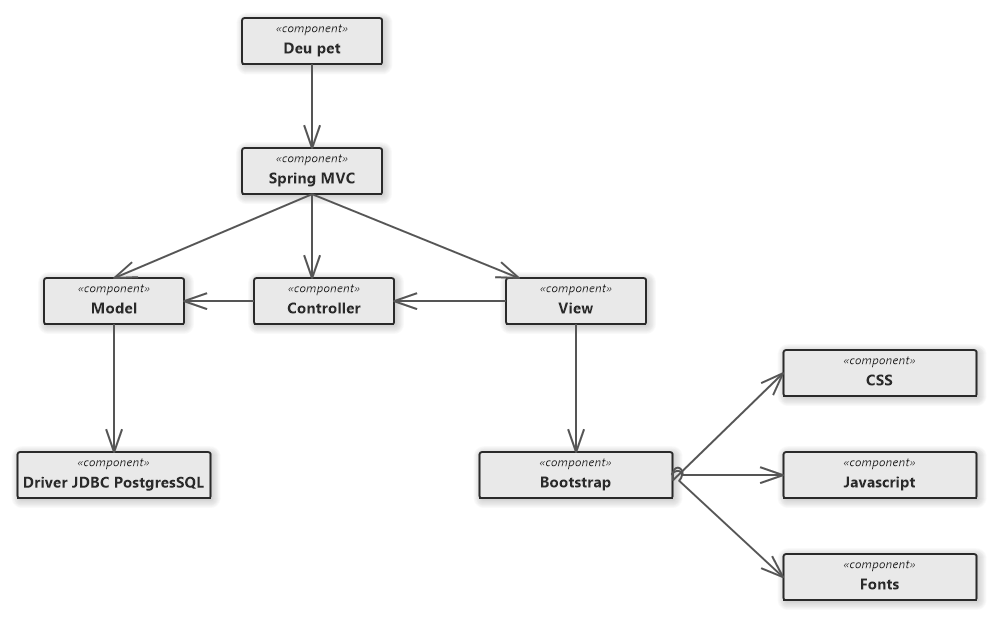 «component»
Deu pet
«component»
Spring MVC
«component»
Model
«component»
Controller
«component»
View
«component»
CSS
«component»
Driver JDBC PostgresSQL
«component»
Bootstrap
«component»
Javascript
«component»
Fonts